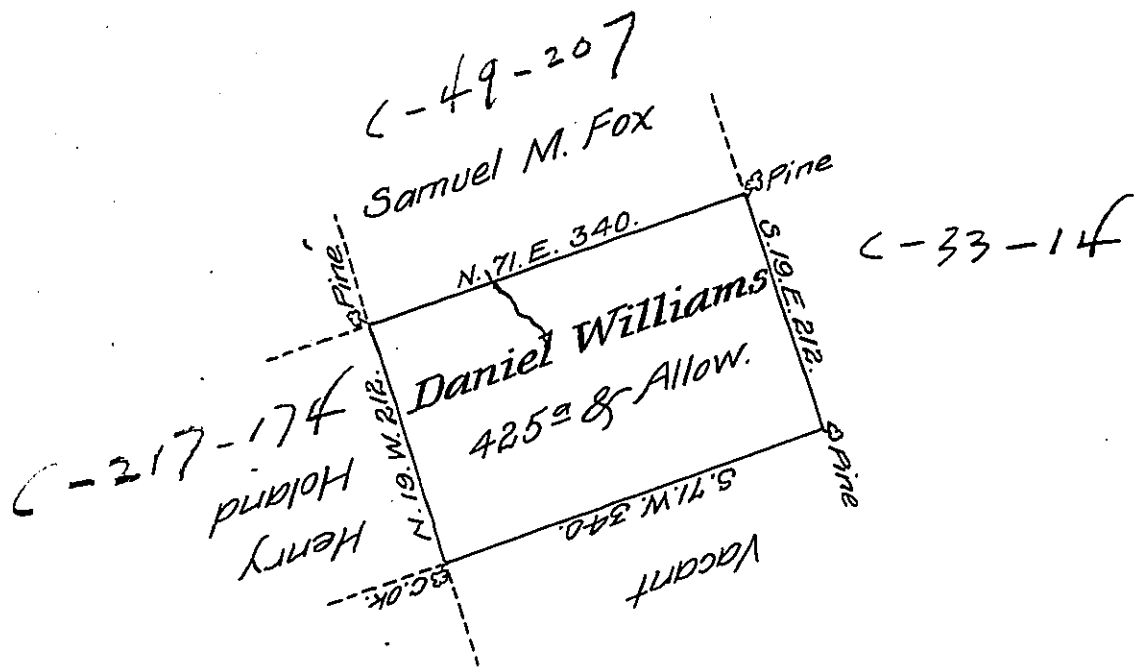 C-49-207
Samuel M. Fox
Pine
Pine
N. 71. E. 340.
S. 19. E. 212.
C-33-14
Daniel Williams
425ª & Allow.
N. 19. W. 212.
C-217-174
Henry
Holand
S. 71. W. 340.
Pine
C. Ok.
Vacant